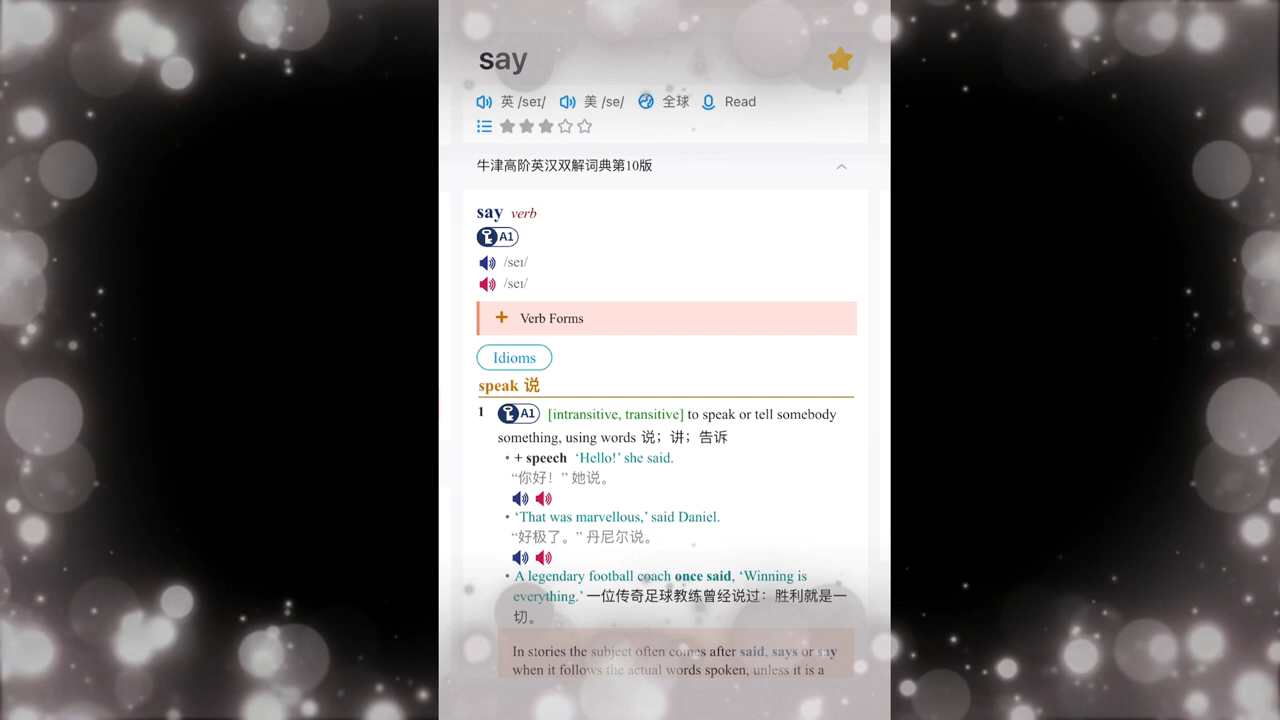 say
英 /seɪ/ 美 /se/ 全球 Read
牛津高阶英汉双解词典第10版
say verb
A1
/seɪ/
/seɪ/
+ Verb Forms
Idioms
speak 说
1 A1 [intransitive, transitive] to speak or tell somebody
something, using words 说；讲；告诉
• + speech ‘Hello!’ she said.
“你好！” 她说。
• ‘That was marvellous,’ said Daniel.
“好极了。” 丹尼尔说。
• A legendary football coach once said, ‘Winning is
everything.’ 一位传奇足球教练曾经说过：胜利就是一
切。
In stories the subject often comes after said, says or say
when it follows the actual words spoken, unless it is a